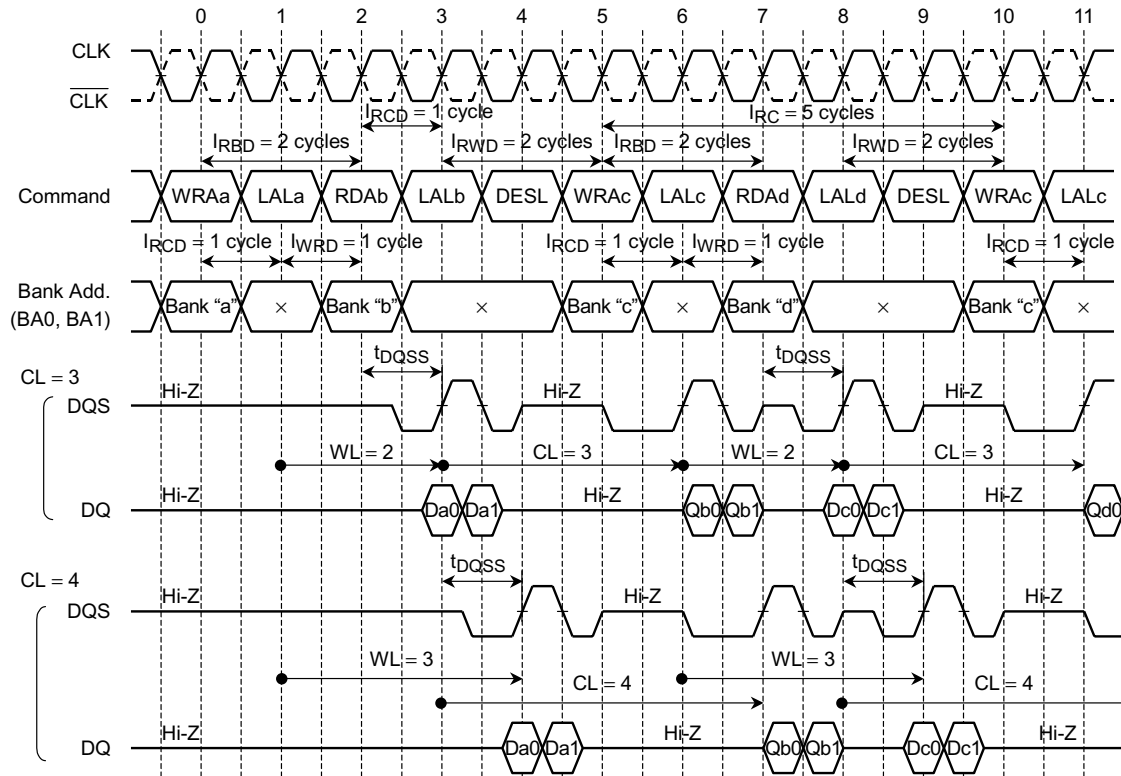 0 1 2 3 4 5 6 7 8 9 10 11
CLK
CLK
IRCD = 1 cycle
IRC = 5 cycles
IRBD = 2 cycles IRWD = 2 cycles IRBD = 2 cycles IRWD = 2 cycles
Command WRAa LALa RDAb LALb DESL WRAc LALc RDAd LALd DESL WRAc LALc
IRCD = 1 cycle IWRD = 1 cycle IRCD = 1 cycle IWRD = 1 cycle IRCD = 1 cycle
Bank Add.
(BA0, BA1)
Bank “a” × Bank “b” × Bank “c” × Bank “d” × Bank “c” ×
tDQSS tDQSS
CL = 3
DQS Hi-Z Hi-Z Hi-Z
WL = 2 CL = 3 WL = 2 CL = 3
DQ Hi-Z Da0 Da1 Hi-Z Qb0 Qb1 Dc0 Dc1 Hi-Z Qd0
tDQSS tDQSS
CL = 4
DQS Hi-Z Hi-Z Hi-Z
WL = 3 WL = 3
CL = 4 CL = 4
DQ Hi-Z Da0 Da1 Hi-Z Qb0 Qb1 Dc0 Dc1 Hi-Z